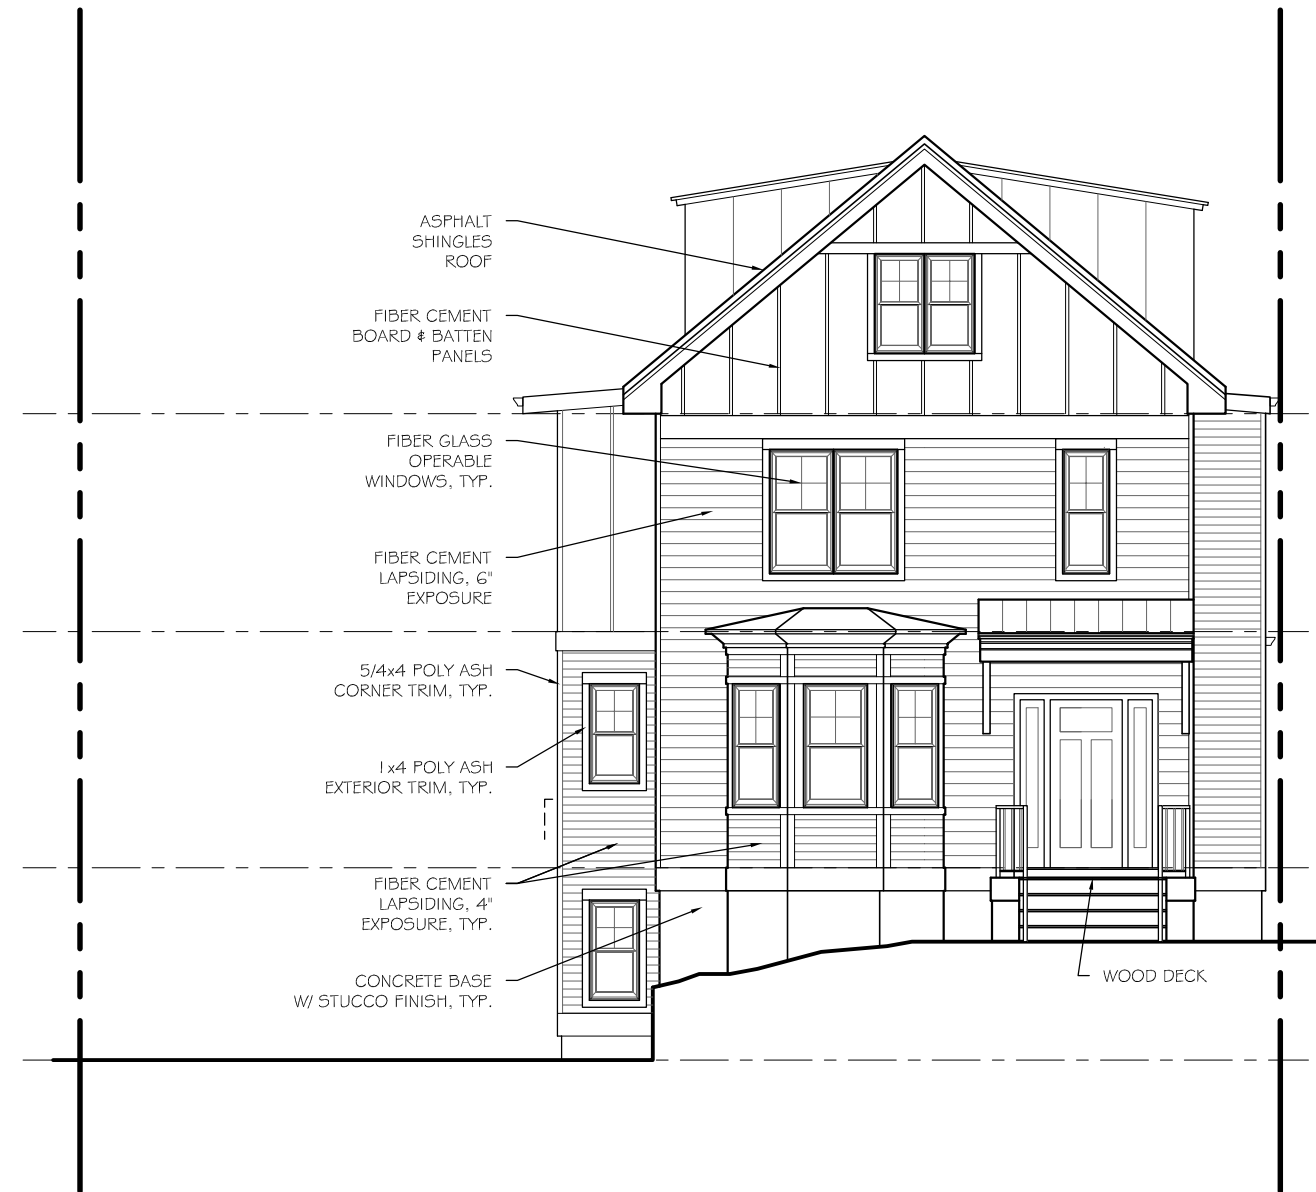 ASPHALT
SHINGLES
ROOF
FIBER CEMENT
BOARD & BATTEN
PANELS
FIBER GLASS
OPERABLE
WINDOWS, TYP.
FIBER CEMENT
LAPSIDING, 6"
EXPOSURE
5/4x4 POLY ASH
CORNER TRIM, TYP.
1x4 POLY ASH
EXTERIOR TRIM, TYP.
FIBER CEMENT
LAPSIDING, 4"
EXPOSURE, TYP.
CONCRETE BASE
W/ STUCCO FINISH, TYP.
WOOD DECK